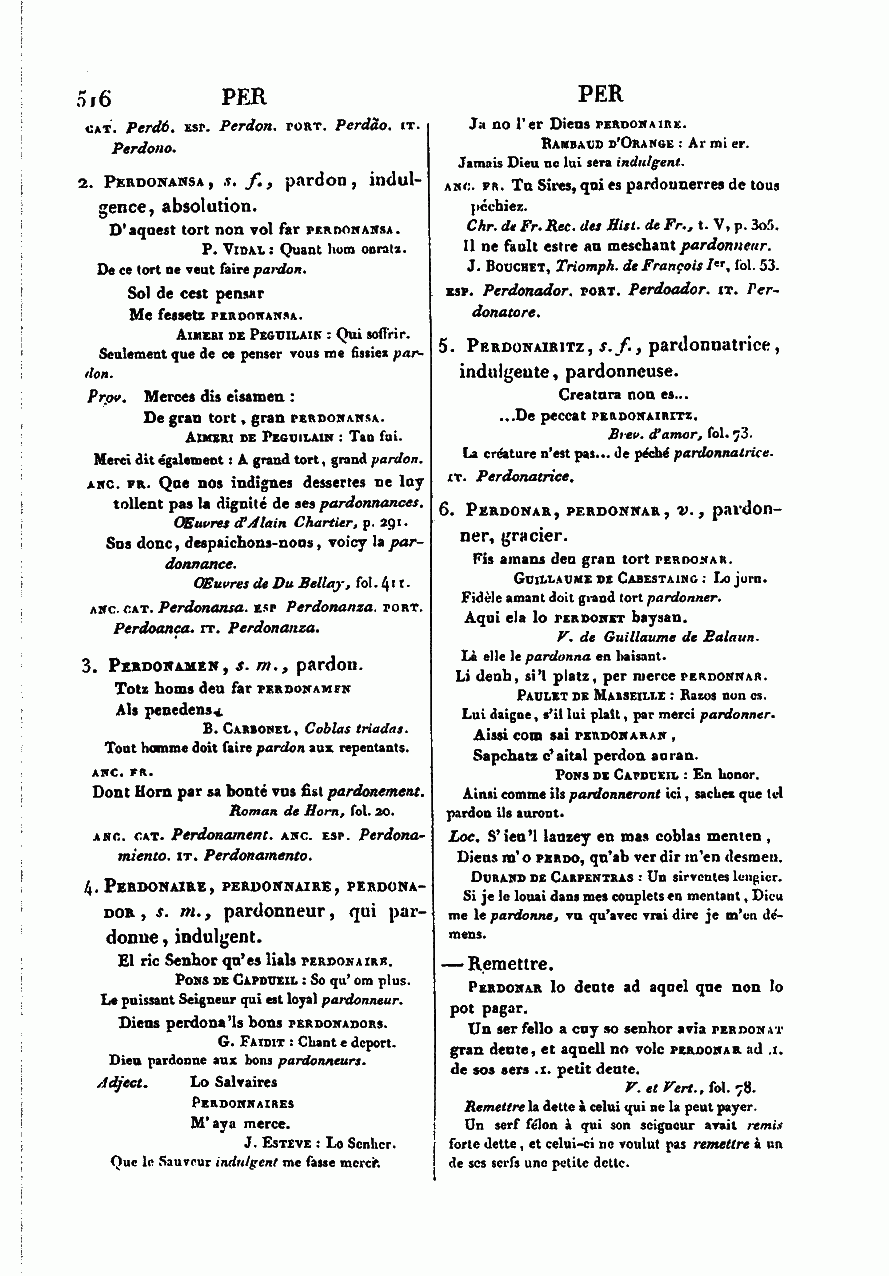 516 PER
PER
CAT. Perdó. ESP. Perdon. PORT. Perdão. IT.
Perdono.
2. PERDONANSA, s. f., pardon, indul-
gence, absolution.
D'aquest tort non vol far PERDONANSA.
P. VIDAL : Quant hom onratz.
De ce tort ne veut faire pardon.
Sol de cest pensar
Me fessetz PERDONANSA.
AIMERI DE PEGUILAIN : Qui soffrir.
Seulement que de ce penser vous me fissiez par-
don.
Prov. Merces dis eisamen :
De gran tort, gran PERDONANSA.
AIMERI DE PEGUILAIN : Tan fui.
Merci dit également : A grand tort, grand pardon.
ANC. FR. Que nos indignes dessertes ne luy
tollent pas la dignité de ses pardonnances.
Œuvres d'Alain Chartier, p. 291.
Sus donc, despaichons-nous, voicy la par-
donnance.
Œuvres de Du Bellay, fol. 411.
ANC. CAT. Perdonansa. ESP Perdonanza. PORT.
Perdoança. IT. Perdonanza.
3. PERDONAMEN, s. m., pardon.
Totz homs deu far PERDONAMEN
Als penedens.
B. CARBONEL, Coblas triadas.
Tout homme doit faire pardon aux repentants.
ANC. FR.
Dont Horn par sa bonté vus fist pardonement.
Roman de Horn, fol. 20.
ANC. CAT. Perdonament. ANC. ESP. Perdona-
miento. IT. Perdonamento.
4. PERDONAIRE, PERDONNAIRE, PERDONA-
DOR, s. m., pardonneur, qui par-
donne, indulgent.
El ric Senhor qu'es lials PERDONAIRE.
PONS DE CAPDUEIL : So qu' om plus.
Le puissant Seigneur qui est loyal pardonneur.
Diens perdona'ls bons PERDONADORS.
G. FAIDIT : Chant e deport.
Dieu pardonne aux bons pardonneurs.
Adject. Lo Salvaires
PERDONNAIRES
M'aya merce.
J. ESTEVE : Lo Senher.
Que le Sauveur indulgent me fasse merci.
Ja no l'er Dieus PERDONAIRE.
RAMBAUD D'ORANGE : Ar mi er.
Jamais Dieu ne lui sera indulgent.
ANC. FR. Tu Sires, qui es pardonnerres de tous
péchiez.
Chr. de Fr. Rec. des Hist. de Fr., t. V, p. 305.
Il ne fault estre au meschant pardonneur.
J. BOUCHET, Triomph. de François Ier, fol. 53.
ESP. Perdonador. PORT. Perdoador. IT. Per-
donatore.
5. PERDONAIRITZ, s. f., pardonnatrice,
indulgente, pardonneuse.
Creatura non es...
...De peccat PERDONAIRITZ.
Brev. d'amor, fol. 73.
La créature n'est pas... de péché pardonnatrice.
IT. Perdonatrice.
6. PERDONAR, PERDONNAR, v., pardon-
ner, gracier.
Fis amans deu gran tort PERDONAR.
GUILLAUME DE CABESTAING : Lo jorn.
Fidèle amant doit grand tort pardonner.
Aqui ela lo PERDONET baysan.
V. de Guillaume de Balaun.
Là elle le pardonna en baisant.
Li denh, si'l platz, per merce PERDONNAR.
PAULET DE MARSEILLE : Razos non es.
Lui daigne, s'il lui plaît, par merci pardonner.
Aissi com sai PERDONARAN,
Sapchatz c'aital perdon auran.
PONS DE CAPDUEIL : En honor.
Ainsi comme ils pardonneront ici, sachez que tel
pardon ils auront.
Loc. S'ieu'l lauzey en mas coblas menten,
Dieus m'o PERDO, qu'ab ver dir m'en desmen.
DURAND DE CARPENTRAS : Un sirventes leugier.
Si je le louai dans mes couplets en mentant, Dieu
me le pardonne, vu qu'avec vrai dire je m'en dé-
mens.
— Remettre.
PERDONAR lo deute ad aquel que non lo
pot pagar.
Un ser fello a cuy so senhor avia PERDONAT
gran deute, et aquell no volc PERDONAR ad .I.
de sos sers .I. petit deute.
V. et Vert., fol. 78.
Remettre la dette à celui qui ne la peut payer.
Un serf félon à qui son seigneur avait remis
forte dette, et celui-ci ne voulut pas remettre à un
de ses serfs une petite dette.